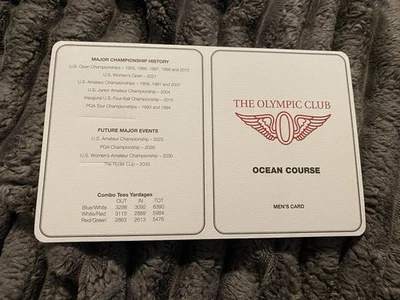 MAJOR CHAMPIONSHIP HISTORY
U.S. Open Championships – 1955, 1966, 1987, 1998 and 2012
U.S. Women's Open – 2021
U.S. Amateur Championships – 1958, 1981 and 2007
U.S. Junior Amateur Championship – 2004
Inaugural U.S. Four-Ball Championship – 2015
PGA Tour Championships – 1993 and 1994
FUTURE MAJOR EVENTS
U.S. Amateur Championship – 2025
PGA Championship – 2028
U.S. Women's Amateur Championship – 2030
The Ryder Cup –
Combo Tees Yardages
OUT IN TOT
Blue/White 3298 3092 6390
White/Red 3115 2869 5984
Red/Green 2863 2613 5476
THE OLYMPIC CLUB
O
OCEAN COURSE
MEN'S CARD